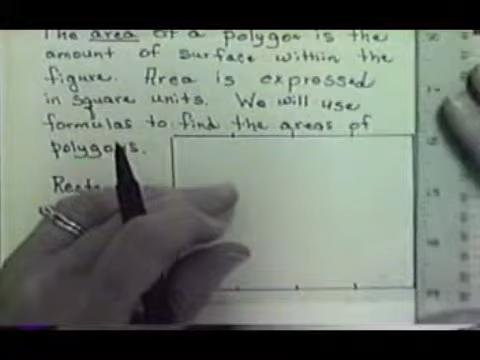 The area of a polygon is the
amount of surface within the
figure. Area is expressed
in square units. We will use
formulas to find the areas of
polygons.